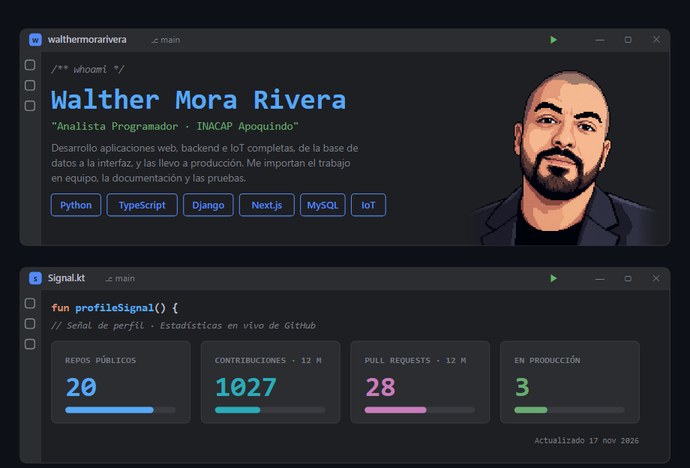 w walthermorarivera main
/** whoami */
Walther Mora Rivera
"Analista Programador · INACAP Apoquindo"
Desarrollo aplicaciones web, backend e IoT completas, de la base de
datos a la interfaz, y las llevo a producción. Me importan el trabajo
en equipo, la documentación y las pruebas.
Python TypeScript Django Next.js MySQL IoT
S Signal.kt main
fun profileSignal() {
// Señal de perfil · Estadísticas en vivo de GitHub
REPOS PÚBLICOS CONTRIBUCIONES · 12 M PULL REQUESTS · 12 M EN PRODUCCIÓN
20 1027 28 3
Actualizado 17 nov 2026